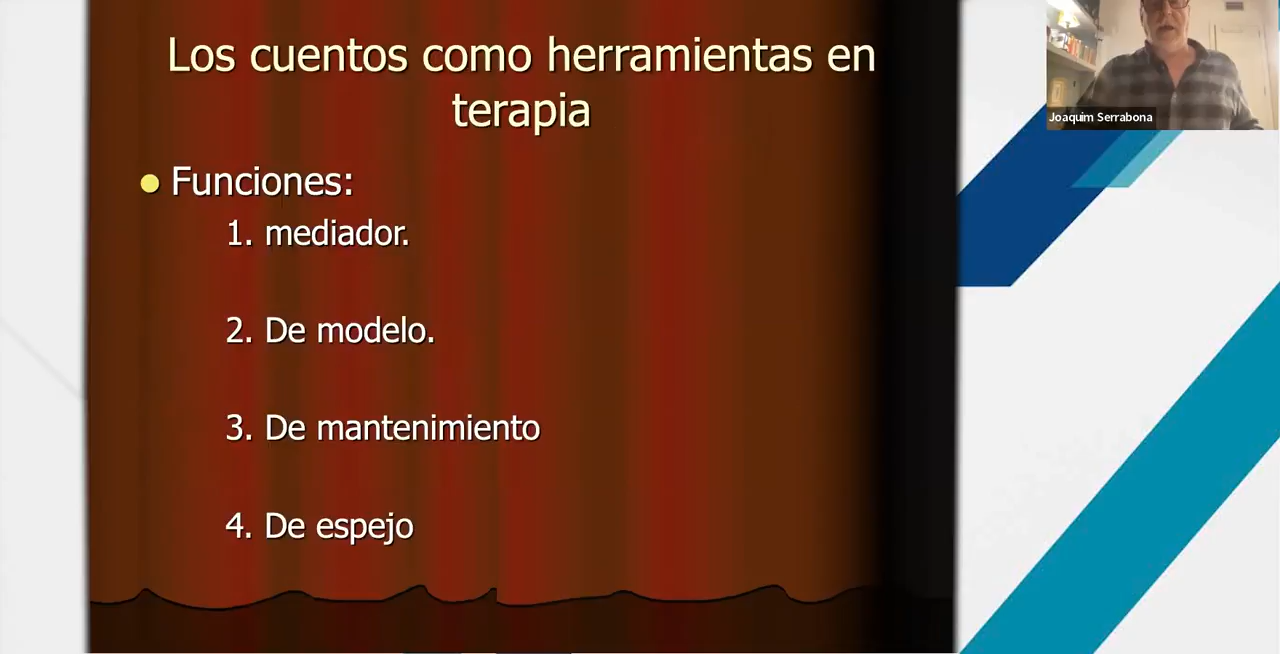 Los cuentos como herramientas en
terapia
Funciones:
1. mediador.
2. De modelo.
3. De mantenimiento
4. De espejo
Joaquim Serrabona